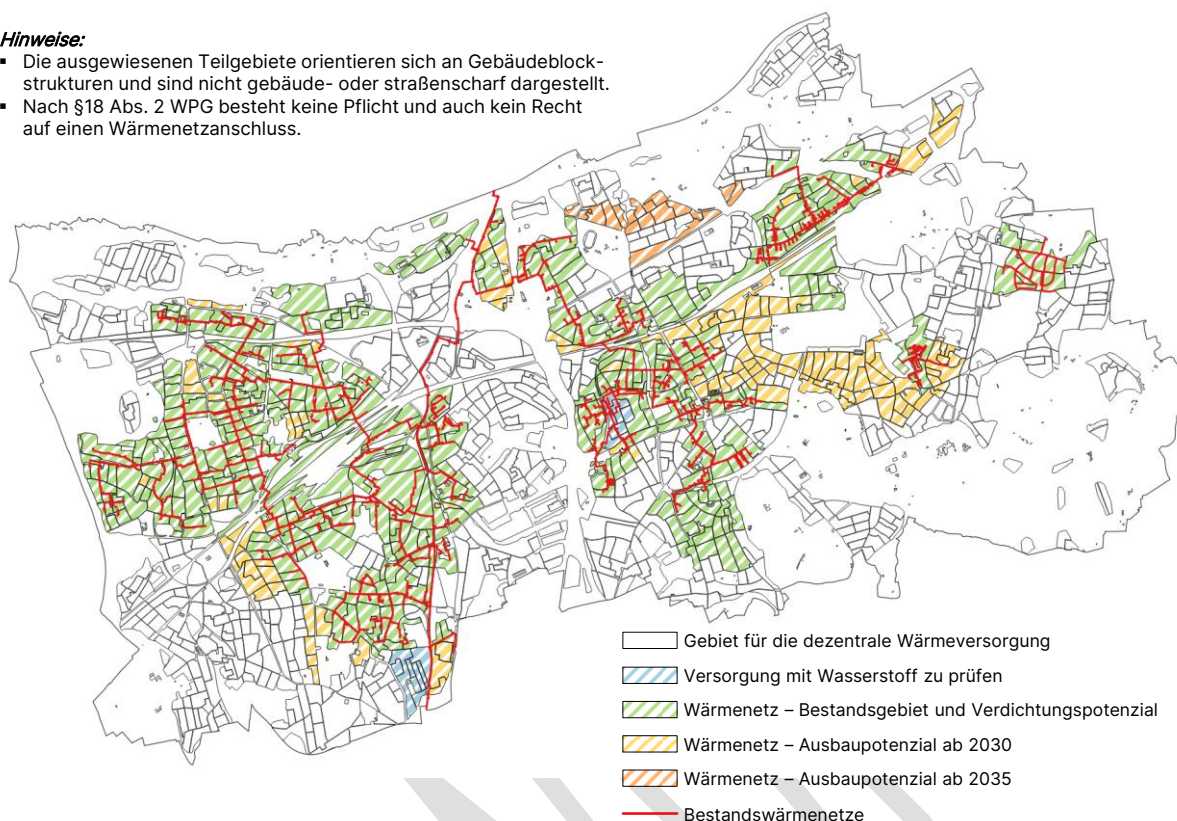 Hinweise:
▪ Die ausgewiesenen Teilgebiete orientieren sich an Gebäudeblock-
strukturen und sind nicht gebäude- oder straßenscharf dargestellt.
▪ Nach §18 Abs. 2 WPG besteht keine Pflicht und auch kein Recht
auf einen Wärmenetzanschluss.
Gebiet für die dezentrale Wärmeversorgung
Versorgung mit Wasserstoff zu prüfen
Wärmenetz – Bestandsgebiet und Verdichtungspotenzial
Wärmenetz – Ausbaupotenzial ab 2030
Wärmenetz – Ausbaupotenzial ab 2035
Bestandswärmenetze